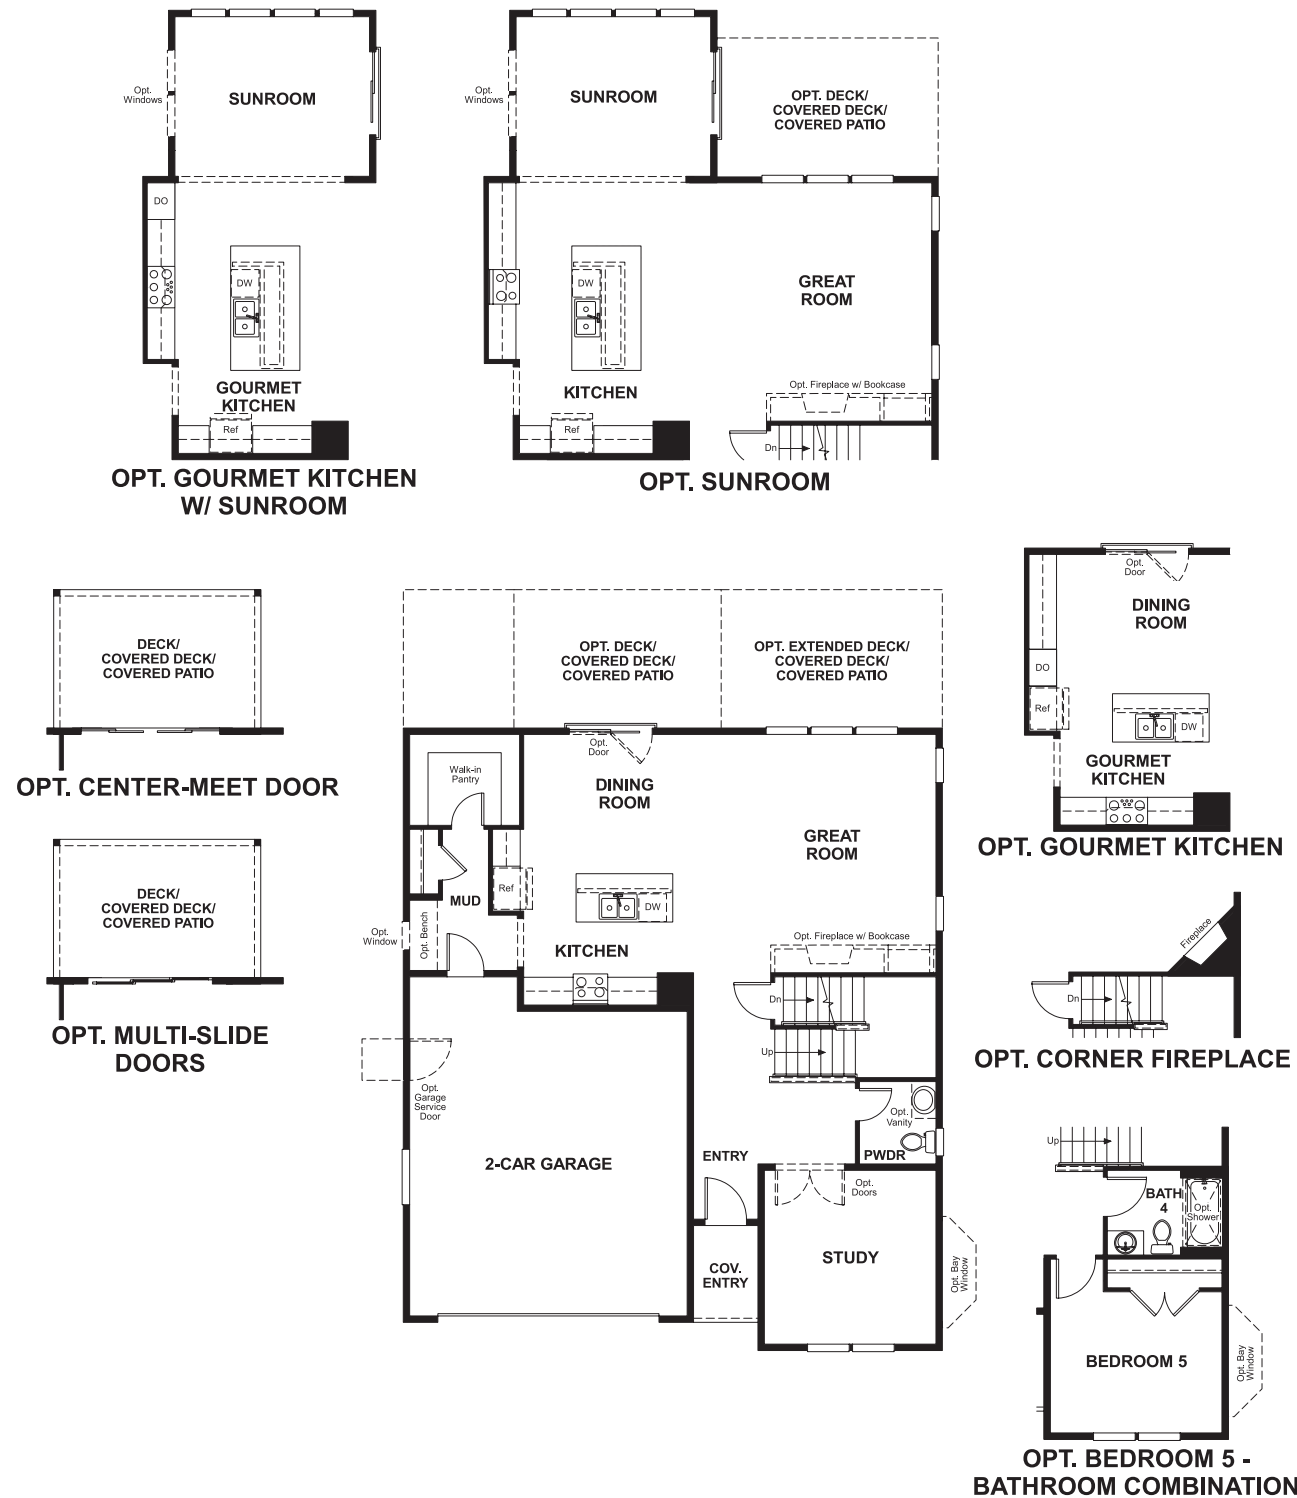 Opt.
Windows
SUNROOM
DO
DW
GOURMET
KITCHEN
Ref
OPT. GOURMET KITCHEN
W/ SUNROOM
Opt.
Windows
SUNROOM
OPT. DECK/
COVERED DECK/
COVERED PATIO
DW
GREAT
ROOM
KITCHEN
Opt. Fireplace w/ Bookcase
Ref
Dn
OPT. SUNROOM
DECK/
COVERED DECK/
COVERED PATIO
OPT. CENTER-MEET DOOR
DECK/
COVERED DECK/
COVERED PATIO
OPT. MULTI-SLIDE
DOORS
OPT. DECK/
COVERED DECK/
COVERED PATIO
OPT. EXTENDED DECK/
COVERED DECK/
COVERED PATIO
Opt.
Door
Walk-in
Pantry
DINING
ROOM
GREAT
ROOM
Ref
MUD
DW
Opt.
Window
Opt. Bench
KITCHEN
Opt. Fireplace w/ Bookcase
Dn
Up
Opt.
Garage
Service
Door
Opt.
Vanity
2-CAR GARAGE
ENTRY
PWDR
Opt.
Doors
STUDY
COV.
ENTRY
Opt. Bay
Window
Opt.
Door
DINING
ROOM
DO
Ref
DW
GOURMET
KITCHEN
OPT. GOURMET KITCHEN
Fireplace
Dn
OPT. CORNER FIREPLACE
Up
BATH
4
Opt.
Shower
BEDROOM 5
Opt. Bay
Window
OPT. BEDROOM 5 -
BATHROOM COMBINATION